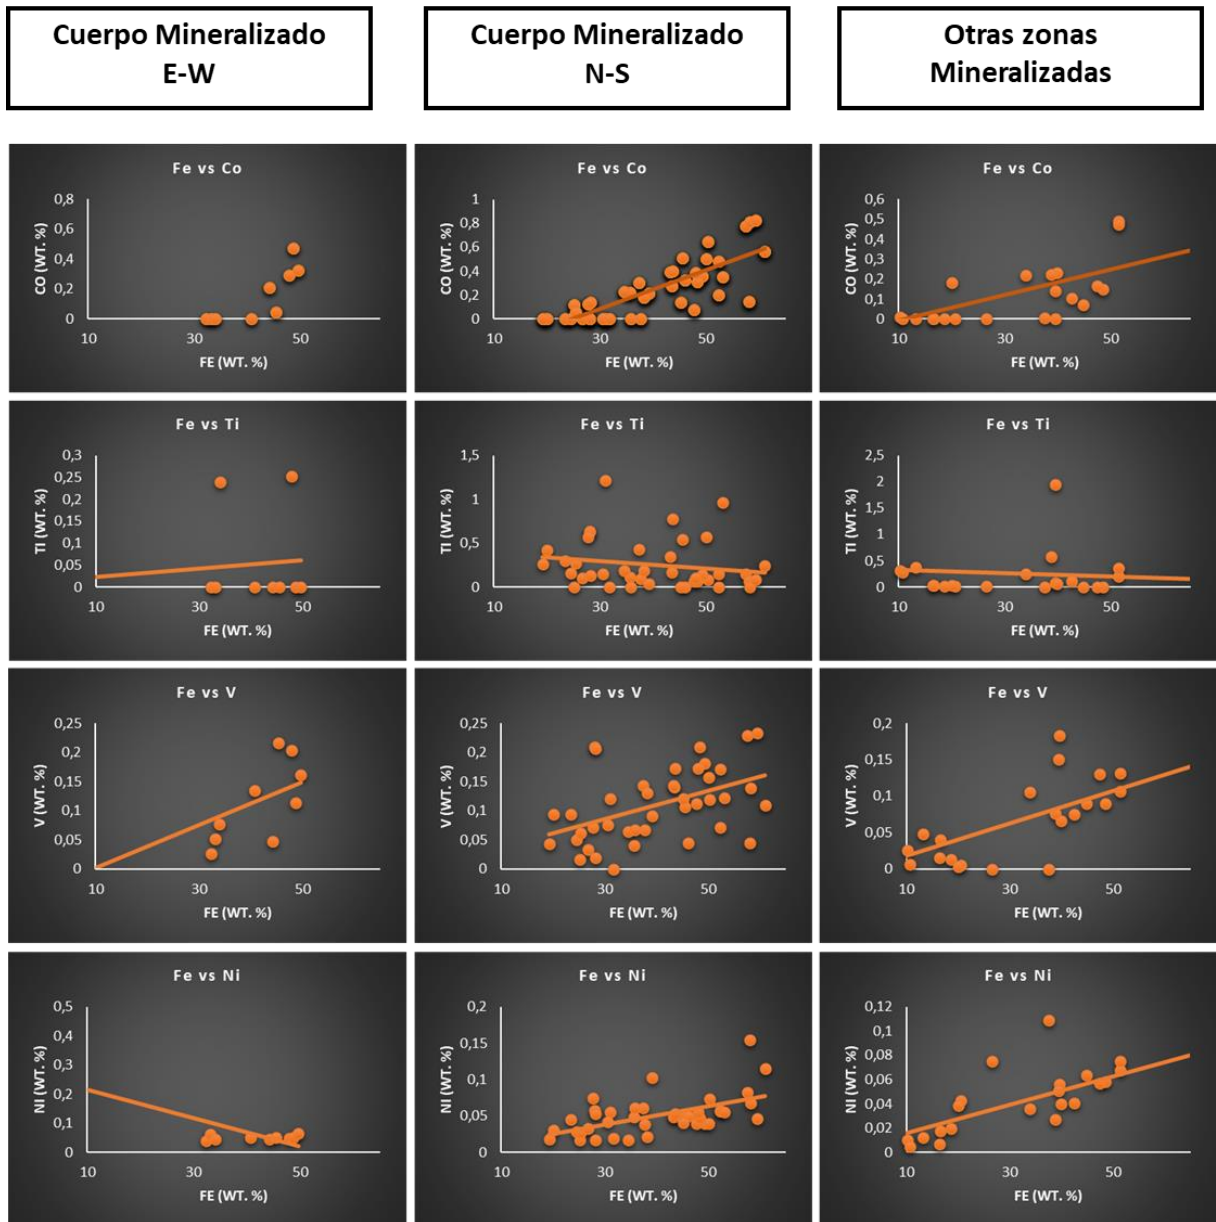 Cuerpo Mineralizado
E-W
Cuerpo Mineralizado
N-S
Otras zonas
Mineralizadas
Fe vs Co
CO (WT. %)
0,8
0,6
0,4
0,2
0
10
30
50
FE (WT. %)
Fe vs Co
CO (WT. %)
1
0,8
0,6
0,4
0,2
0
10
30
50
FE (WT. %)
Fe vs Co
CO (WT. %)
0,6
0,5
0,4
0,3
0,2
0,1
0
10
30
50
FE (WT. %)
Fe vs Ti
TI (WT. %)
0,3
0,25
0,2
0,15
0,1
0,05
0
10
30
50
FE (WT. %)
Fe vs Ti
TI (WT. %)
1,5
1
0,5
0
10
30
50
FE (WT. %)
Fe vs Ti
TI (WT. %)
2,5
2
1,5
1
0,5
0
10
30
50
FE (WT. %)
Fe vs V
V (WT. %)
0,25
0,2
0,15
0,1
0,05
0
10
30
50
FE (WT. %)
Fe vs V
V (WT. %)
0,25
0,2
0,15
0,1
0,05
0
10
30
50
FE (WT. %)
Fe vs V
V (WT. %)
0,2
0,15
0,1
0,05
0
10
30
50
FE (WT. %)
Fe vs Ni
NI (WT. %)
0,5
0,4
0,3
0,2
0,1
0
10
30
50
FE (WT. %)
Fe vs Ni
NI (WT. %)
0,2
0,15
0,1
0,05
0
10
30
50
FE (WT. %)
Fe vs Ni
NI (WT. %)
0,12
0,1
0,08
0,06
0,04
0,02
0
10
30
50
FE (WT. %)